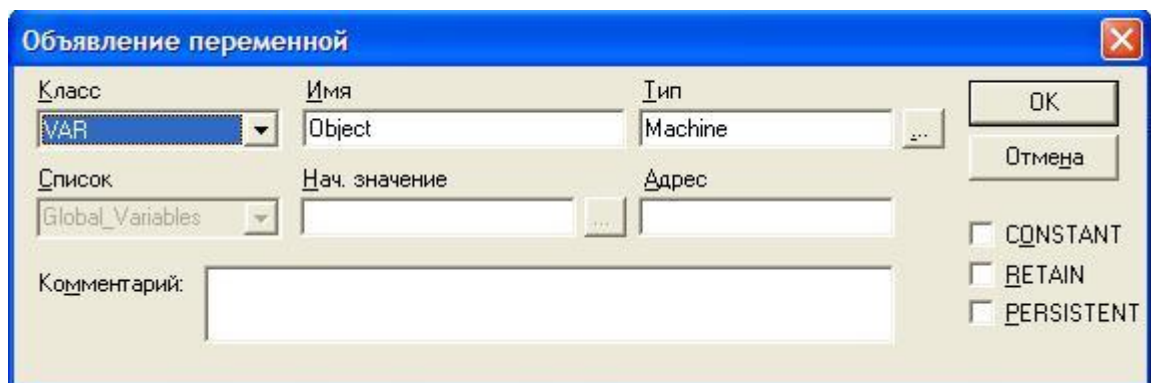 Объявление переменной
Класс Имя Тип
VAR Object Machine ... OK
Отмена
Список Нач. значение Адрес
Global_Variables ...
CONSTANT
Комментарий: RETAIN
PERSISTENT